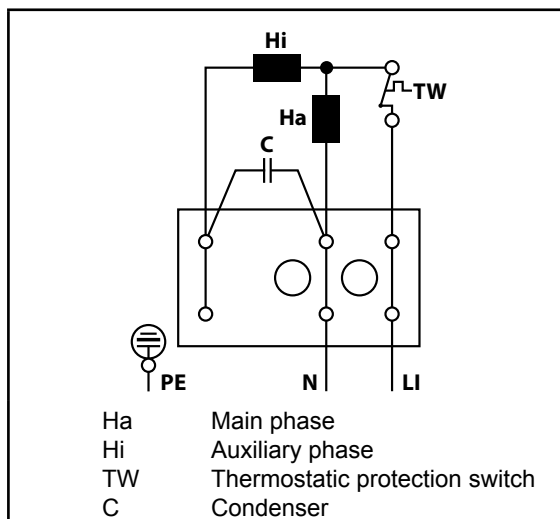 Hi
TW
Ha
C
PE N LI
Ha Main phase
Hi Auxiliary phase
TW Thermostatic protection switch
C Condenser